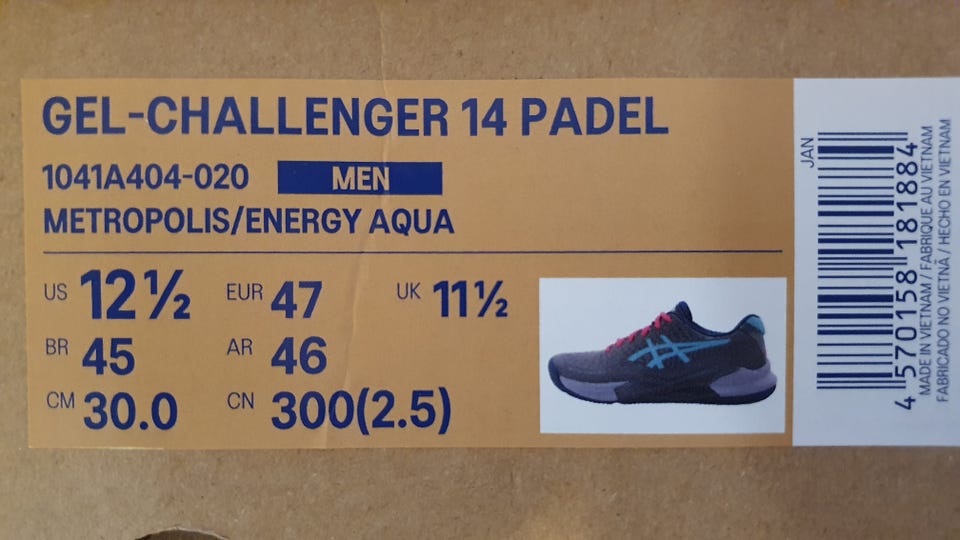 GEL-CHALLENGER 14 PADEL
1041A404-020 MEN
METROPOLIS/ENERGY AQUA
US 12½ EUR 47 UK 11½
BR 45 AR 46
CM 30.0 CN 300(2.5)
JAN
4 570158 181884
MADE IN VIETNAM / FABRIQUÉ AU VIETNAM
FABRICADO NO VIETNÃ / HECHO EN VIETNAM